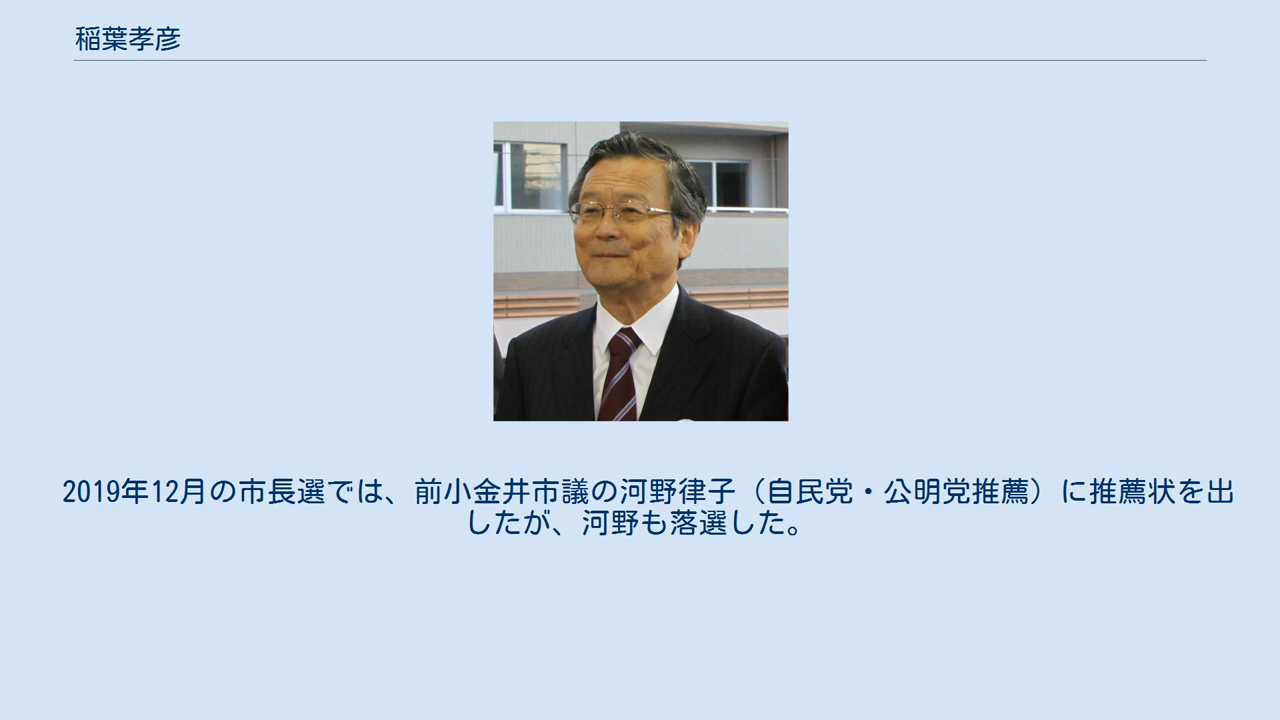 稲葉孝彦
2019年12月の市長選では、前小金井市議の河野律子（自民党・公明党推薦）に推薦状を出
したが、河野も落選した。